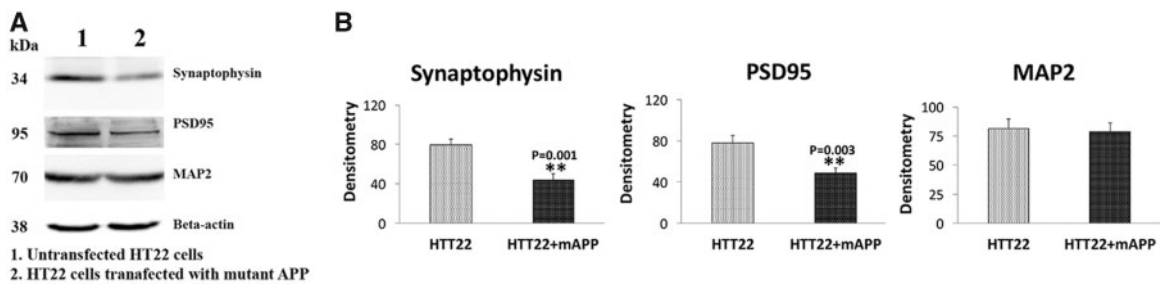 A
kDa
1 2
34 Synaptophysin
95 PSD95
70 MAP2
38 Beta-actin
1. Untransfected HT22 cells
2. HT22 cells tranafected with mutant APP
B
Synaptophysin
Densitometry
120
80
40
0
P=0.001
**
HTT22 HTT22+mAPP
PSD95
Densitometry
120
80
40
0
P=0.003
**
HTT22 HTT22+mAPP
MAP2
Densitometry
100
75
50
25
0
HTT22 HTT22+mAPP